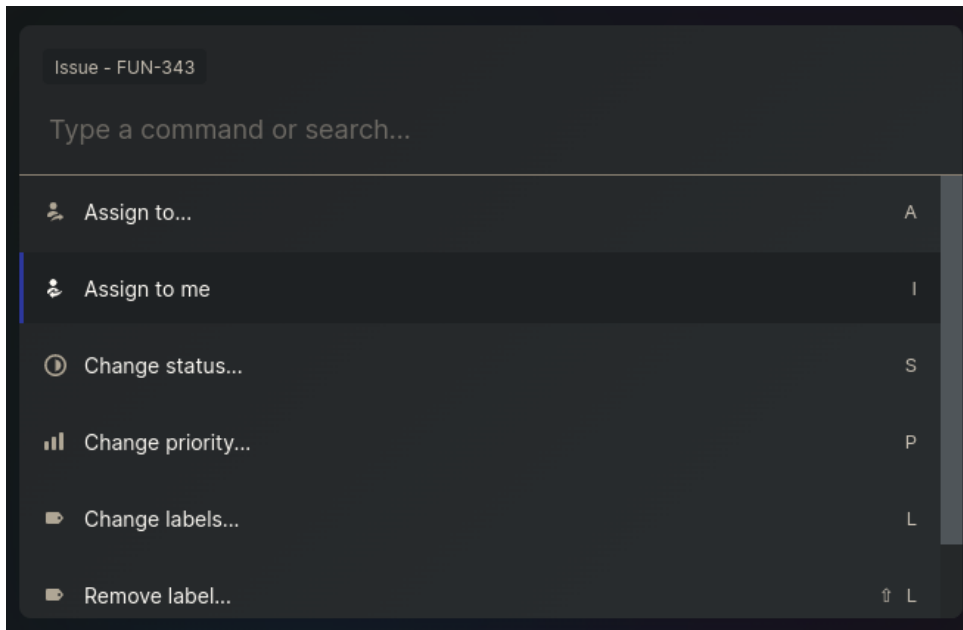 Issue - FUN-343
Type a command or search...
Assign to... A
Assign to me I
Change status... S
Change priority... P
Change labels... L
Remove label... ⇧ L